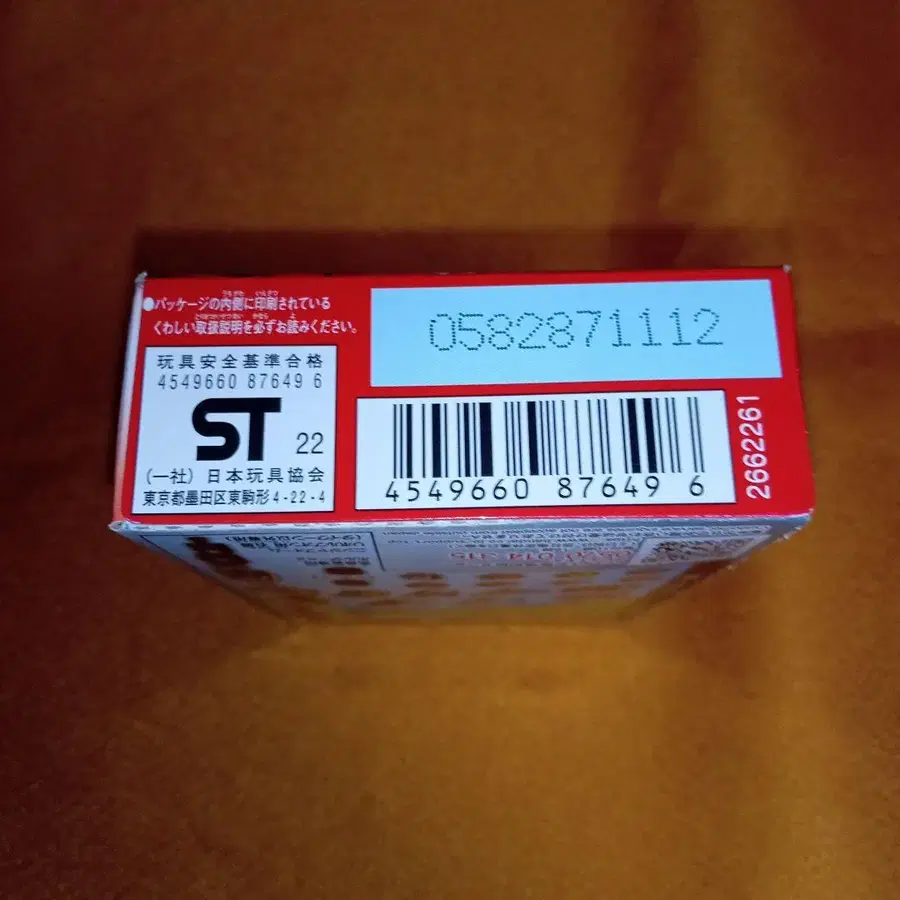 ●パッケージの内側に印刷されている
くわしい取扱説明を必ずお読みください。
玩具安全基準合格
4549660 87649 6
ST 22
(一社)日本玩具協会
東京都墨田区東駒形4-22-4
0582871112
4549660 87649 6
2662261